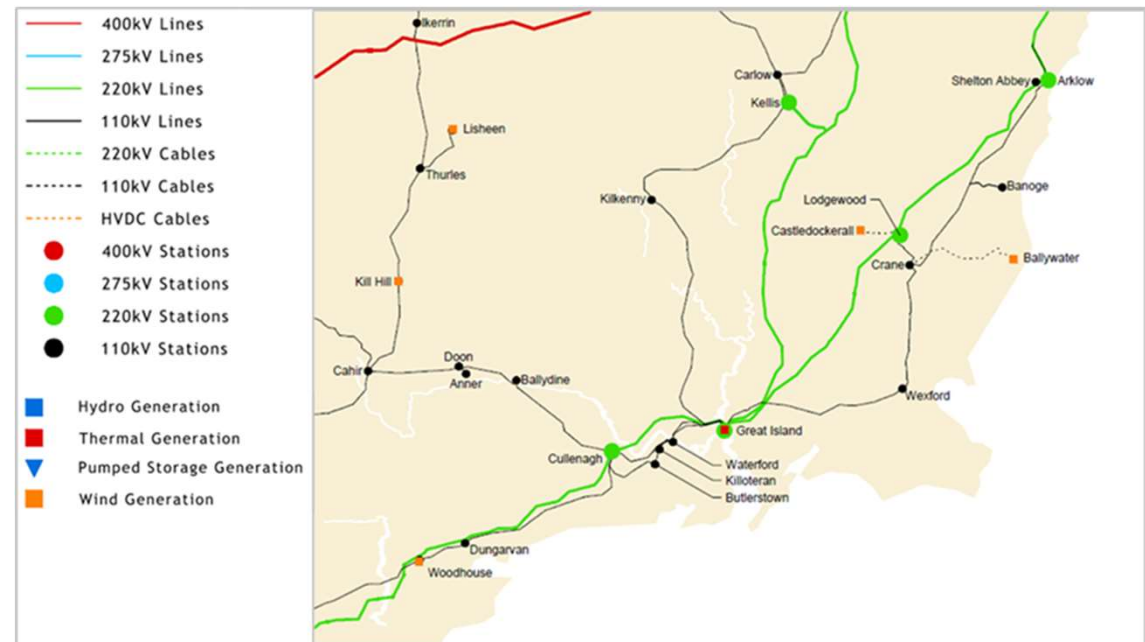 400kV Lines
275kV Lines
220kV Lines
110kV Lines
220kV Cables
110kV Cables
HVDC Cables
400kV Stations
275kV Stations
220kV Stations
110kV Stations
Hydro Generation
Thermal Generation
Pumped Storage Generation
Wind Generation
Ikerrin
Carlow
Shelton Abbey
Arklow
Kellis
Lisheen
Thurles
Banoge
Kilkenny
Lodgewood
Castledockerall
Ballywater
Crane
Kill Hill
Doon
Cahir
Anner
Ballydine
Wexford
Great Island
Cullenagh
Waterford
Killoteran
Butlerstown
Dungarvan
Woodhouse